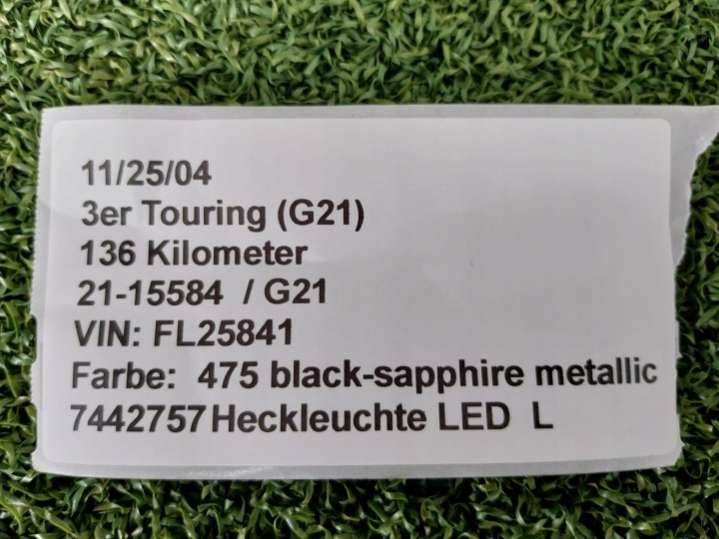 11/25/04
3er Touring (G21)
136 Kilometer
21-15584 / G21
VIN: FL25841
Farbe: 475 black-sapphire metallic
7442757 Heckleuchte LED L